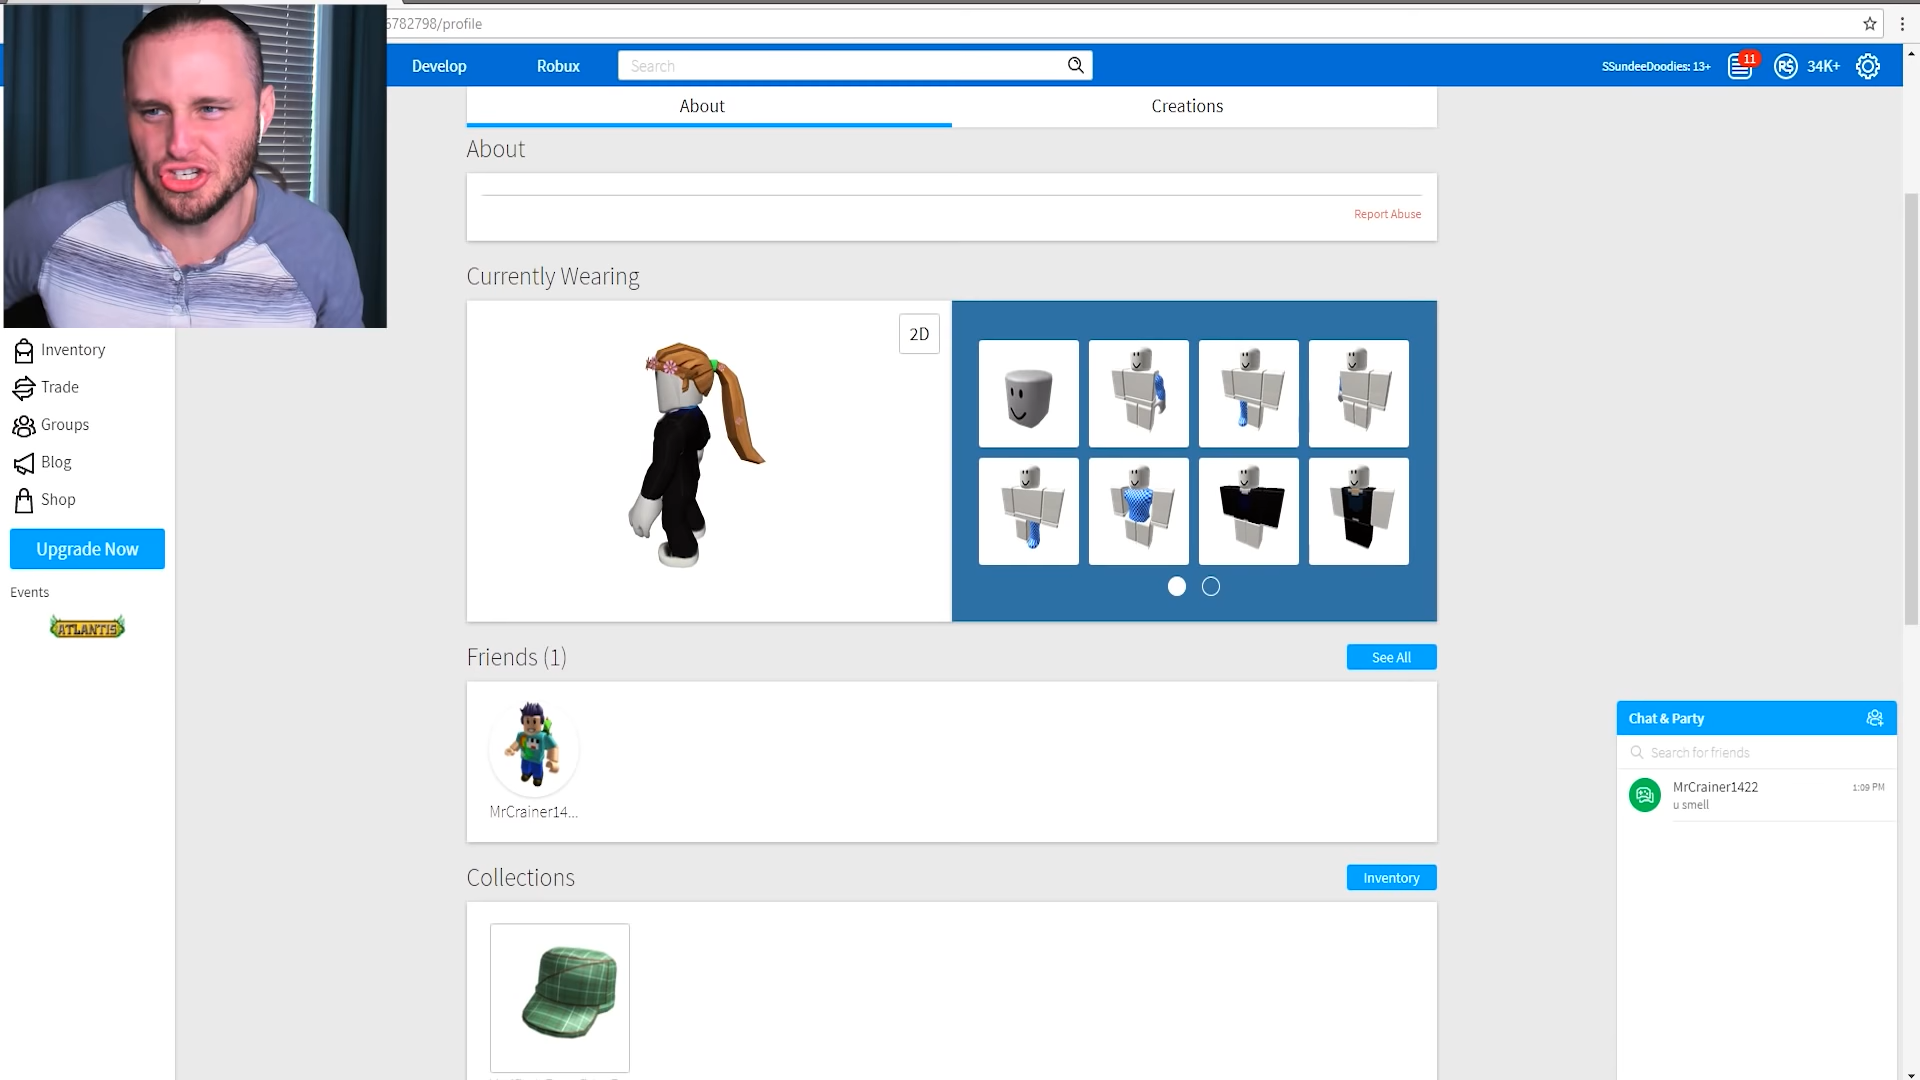 5782798/profile
Develop
Robux
Search
SSundeeDoodies: 13+
11
R$
34K+
About
Creations
About
Report Abuse
Currently Wearing
2D
Inventory
Trade
Groups
Blog
Shop
Upgrade Now
Events
ATLANTIS
Friends (1)
See All
MrCrainer14...
Chat & Party
Search for friends
MrCrainer1422
1:09 PM
u smell
Collections
Inventory